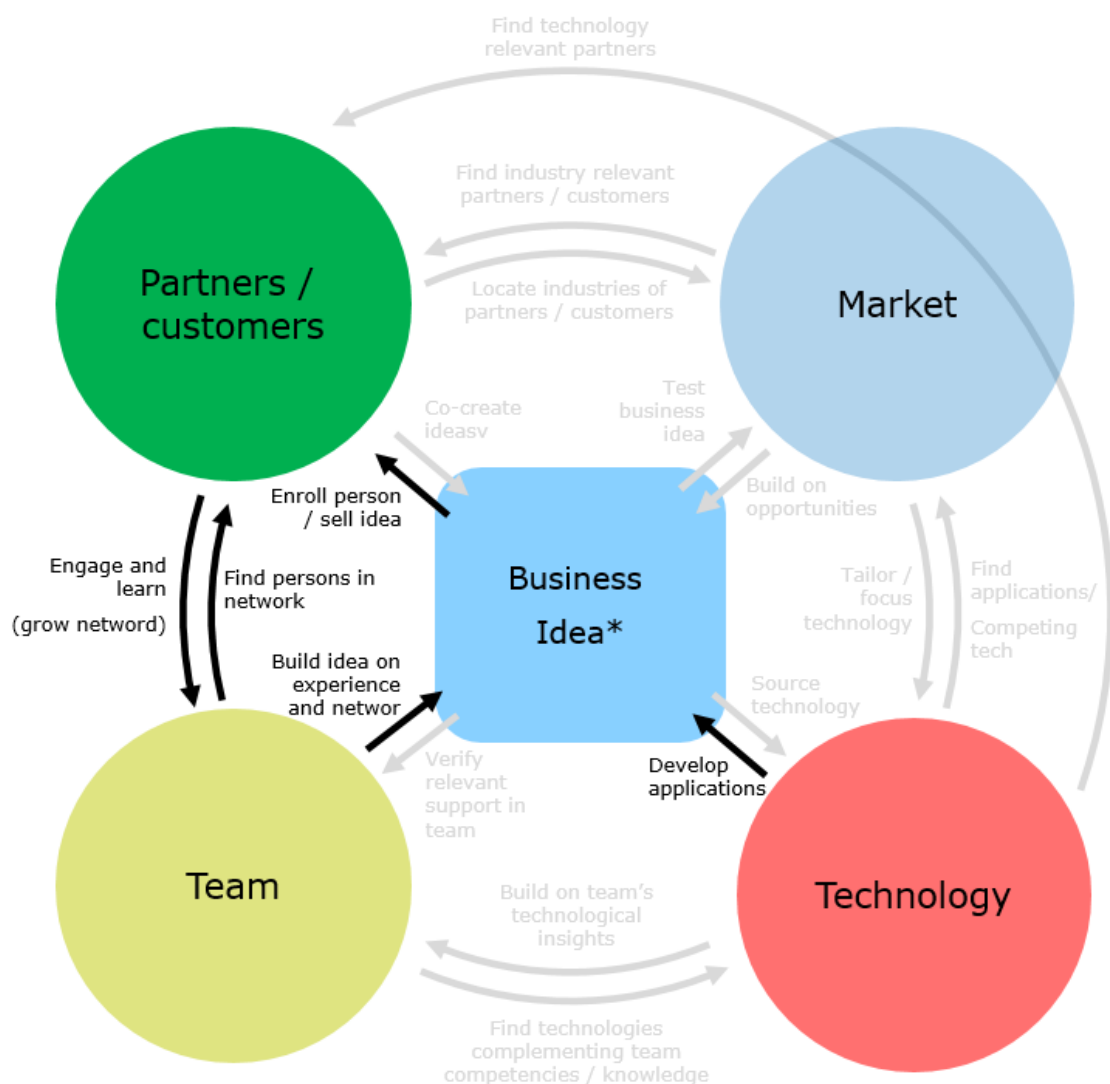 Find technology
relevant partners
Find industry relevant
partners / customers
Partners /
customers
Market
Locate industries of
partners / customers
Co-create
ideasv
Test
business
idea
Enroll person
/ sell idea
Build on
opportunities
Business
Idea*
Engage and
learn
(grow netword)
Find persons in
network
Tailor /
focus
technology
Find
applications/
Competing
tech
Build idea on
experience
and networ
Source
technology
Verify
relevant
support in
team
Develop
applications
Team
Technology
Build on team’s
technological
insights
Find technologies
complementing team
competencies / knowledge